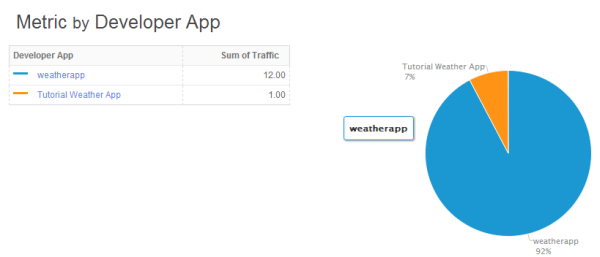 Metric by Developer App
Developer App Sum of Traffic
weatherapp 12.00
Tutorial Weather App 1.00
Tutorial Weather App
7%
weatherapp
weatherapp
92%